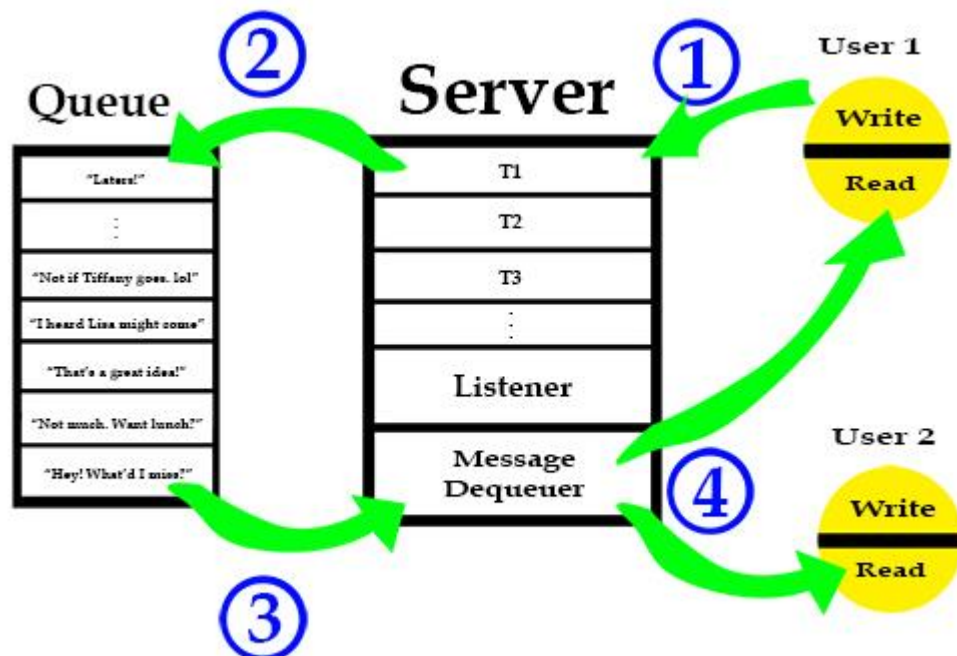 2
1
User 1
Queue
Server
Write
Read
"Laters!"
⋮
"Not if Tiffany goes. lol"
"I heard Lisa might come"
"That's a great idea!"
"Not much. Want lunch?"
"Hey! What'd I miss?"
T1
T2
T3
⋮
Listener
Message
Dequeuer
User 2
4
Write
Read
3